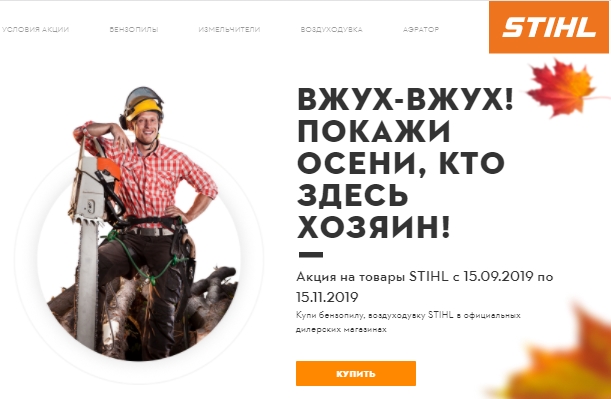 УСЛОВИЯ АКЦИИ БЕНЗОПИЛЫ ИЗМЕЛЬЧИТЕЛИ ВОЗДУХОДУВКА АЭРАТОР
STIHL
ВЖУХ-ВЖУХ!
ПОКАЖИ
ОСЕНИ, КТО
ЗДЕСЬ
ХОЗЯИН!
Акция на товары STIHL с 15.09.2019 по
15.11.2019
Купи бензопилу, воздуходувку STIHL в официальных
дилерских магазинах
КУПИТЬ